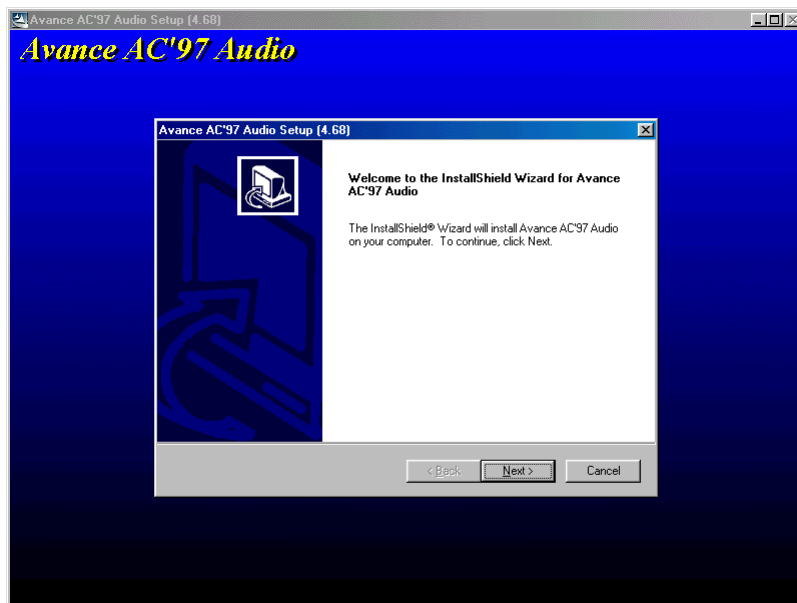 Avance AC'97 Audio Setup (4.68)
Avance AC'97 Audio
Avance AC'97 Audio Setup (4.68)
Welcome to the InstallShield Wizard for Avance
AC'97 Audio
The InstallShield® Wizard will install Avance AC'97 Audio
on your computer. To continue, click Next.
< Back
Next >
Cancel